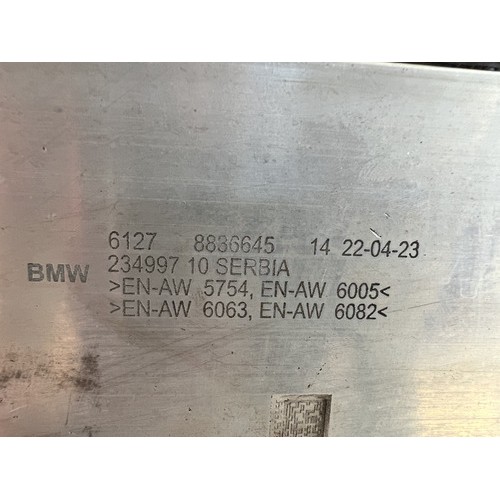 6127 8836645 14 22-04-23
BMW 234997 10 SERBIA
>EN-AW 5754, EN-AW 6005<
>EN-AW 6063, EN-AW 6082<